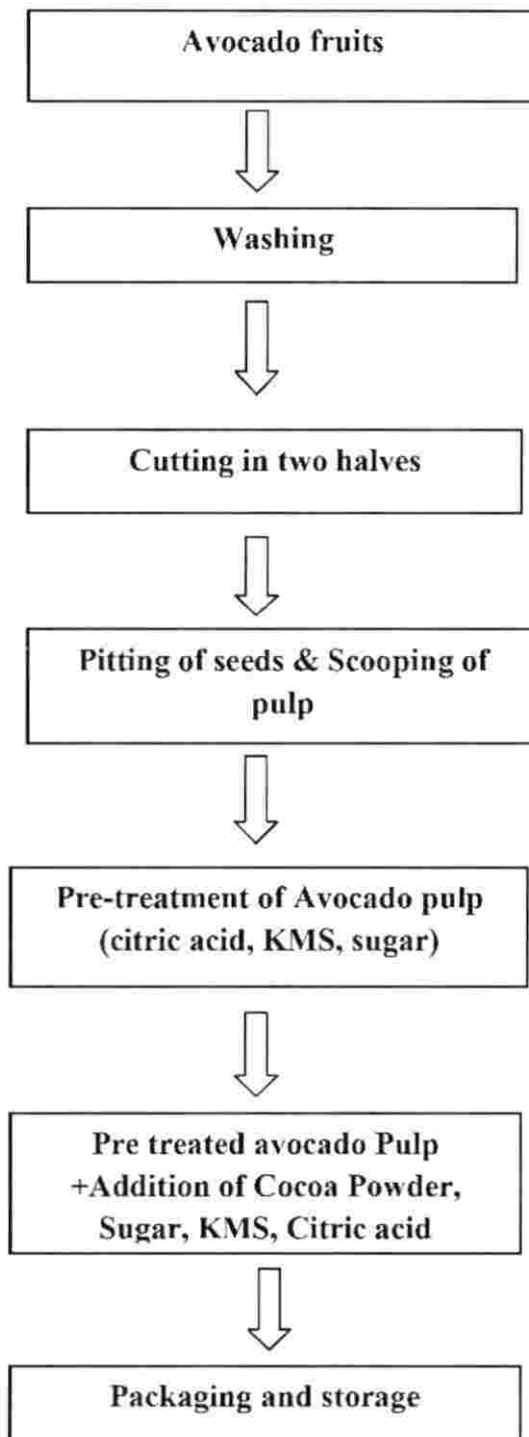 Avocado fruits
Washing
Cutting in two halves
Pitting of seeds & Scooping of
pulp
Pre-treatment of Avocado pulp
(citric acid, KMS, sugar)
Pre treated avocado Pulp
+Addition of Cocoa Powder,
Sugar, KMS, Citric acid
Packaging and storage